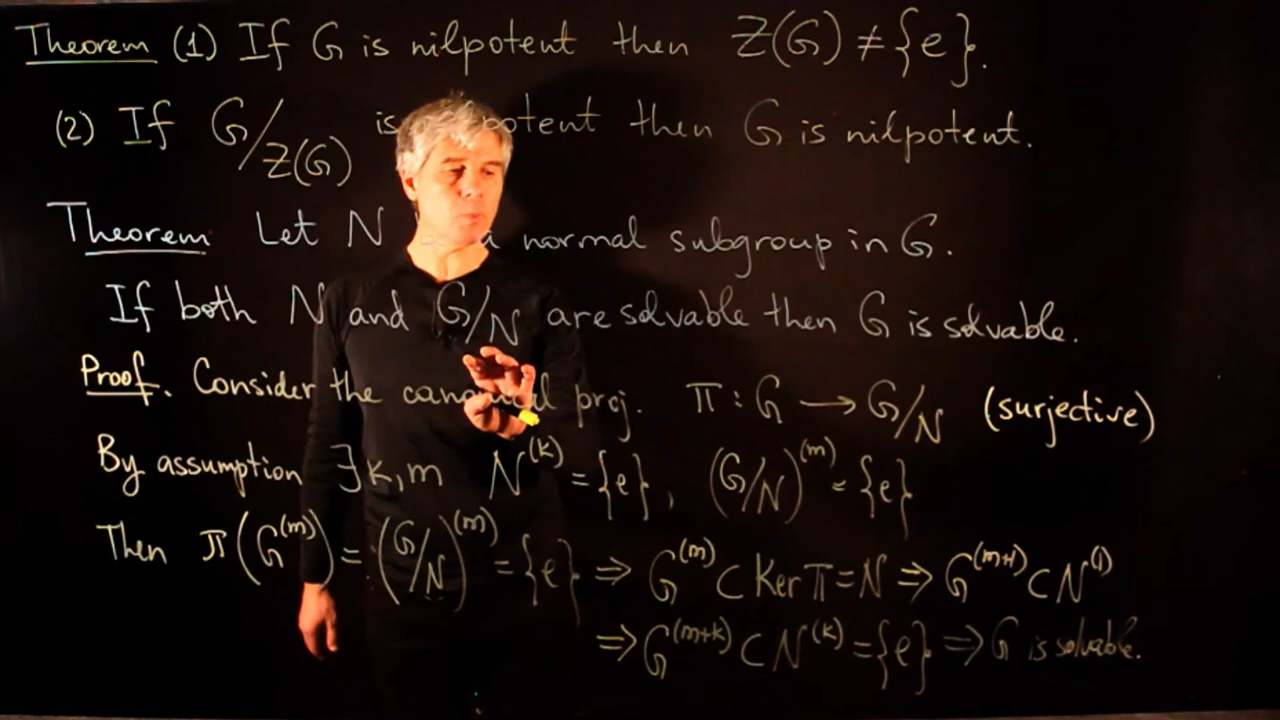 Theorem (1) If G is nilpotent then Z(G) ≠ {e}.
(2) If G/Z(G) is potent then G is nilpotent.
Theorem Let N a normal subgroup in G.
If both N and G/N are solvable then G is solvable.
Proof. Consider the canonical proj. π : G → G/N (surjective)
By assumption ∃ k, m N^(k) = {e}, (G/N)^(m) = {e}
Then π(G^(m)) = (G/N)^(m) = {e} ⇒ G^(m) ⊂ Ker π = N ⇒ G^(m+1) ⊂ N^(1)
⇒ G^(m+k) ⊂ N^(k) = {e} ⇒ G is solvable.